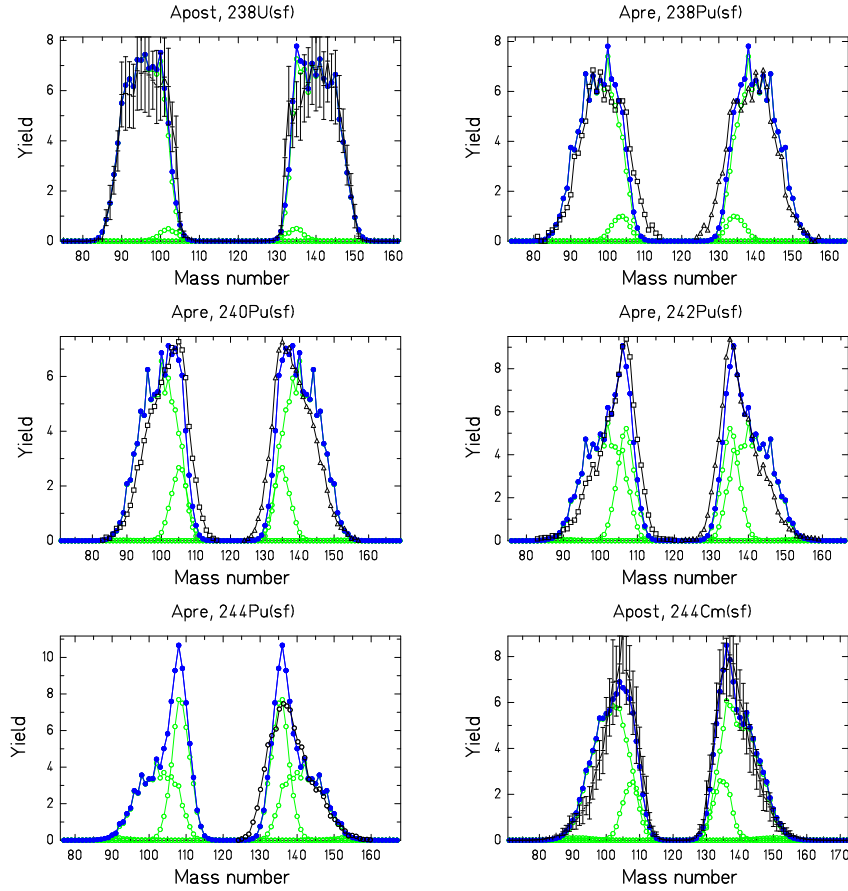 Apost, 238U(sf)
Yield
8
6
4
2
0
80 90 100 110 120 130 140 150 160
Mass number
Apre, 238Pu(sf)
Yield
8
6
4
2
0
80 90 100 110 120 130 140 150 160
Mass number
Apre, 240Pu(sf)
Yield
6
4
2
0
80 90 100 110 120 130 140 150 160
Mass number
Apre, 242Pu(sf)
Yield
8
6
4
2
0
80 90 100 110 120 130 140 150 160
Mass number
Apre, 244Pu(sf)
Yield
10
8
6
4
2
0
80 90 100 110 120 130 140 150 160
Mass number
Apost, 244Cm(sf)
Yield
8
6
4
2
0
80 90 100 110 120 130 140 150 160 170
Mass number